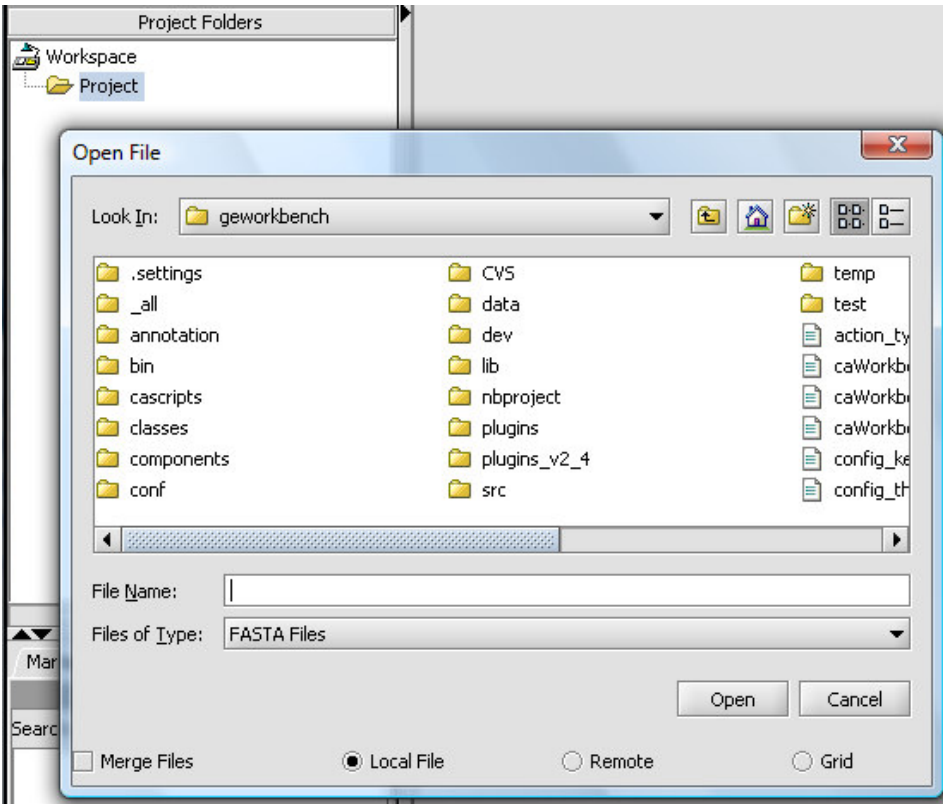 Project Folders
Workspace
Project
Open File
Look In: geworkbench
.settings CVS temp
_all data test
annotation dev action_ty
bin lib caWorkb
cascripts nbproject caWorkb
classes plugins caWorkb
components plugins_v2_4 config_ke
conf src config_th
File Name:
Files of Type: FASTA Files
Mar
Open Cancel
Searc
Merge Files Local File Remote Grid